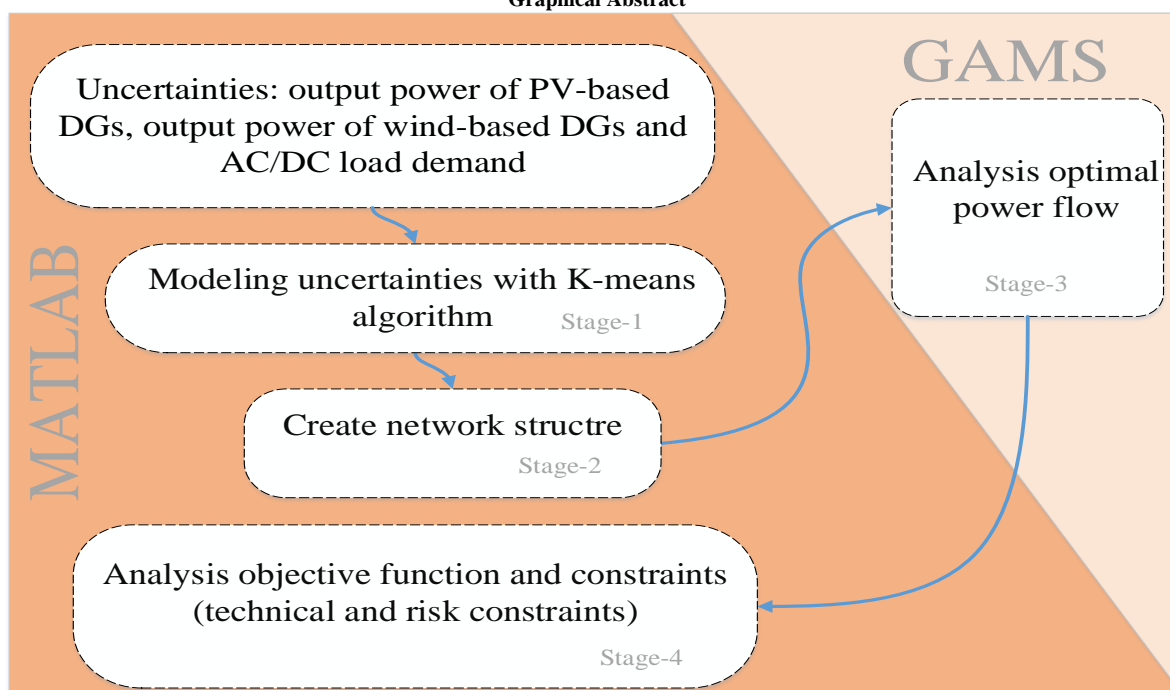 Graphical Abstract
GAMS
MATLAB
Uncertainties: output power of PV-based
DGs, output power of wind-based DGs and
AC/DC load demand
Modeling uncertainties with K-means
algorithm
Stage-1
Create network structre
Stage-2
Analysis optimal
power flow
Stage-3
Analysis objective function and constraints
(technical and risk constraints)
Stage-4